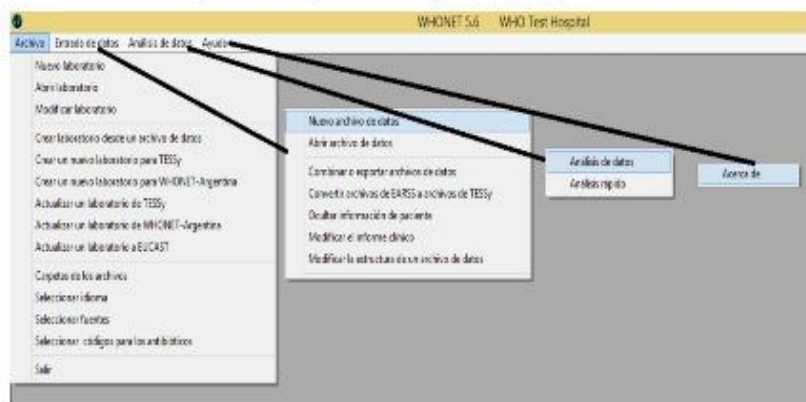 WHONET 5.6 WHO Test Hospital
Archivo Entrada de datos Análisis de datos Ayuda
Nuevo laboratorio
Abrir laboratorio
Modificar laboratorio
Crear laboratorio desde un archivo de datos
Crear un nuevo laboratorio para TESSy
Crear un nuevo laboratorio para WHONET-Argentina
Actualizar un laboratorio de TESSy
Actualizar un laboratorio de WHONET-Argentina
Actualizar un laboratorio a EUCAST
Carpetas de los archivos
Seleccionar idioma
Seleccionar fuentes
Seleccionar códigos para los antibióticos
Salir
Nuevo archivo de datos
Abrir archivo de datos
Combinar o exportar archivos de datos
Convertir archivos de EARSS a archivos de TESSy
Ocultar información de paciente
Modificar el informe clínico
Modificar la estructura de un archivo de datos
Análisis de datos
Análisis rápido
Acerca de